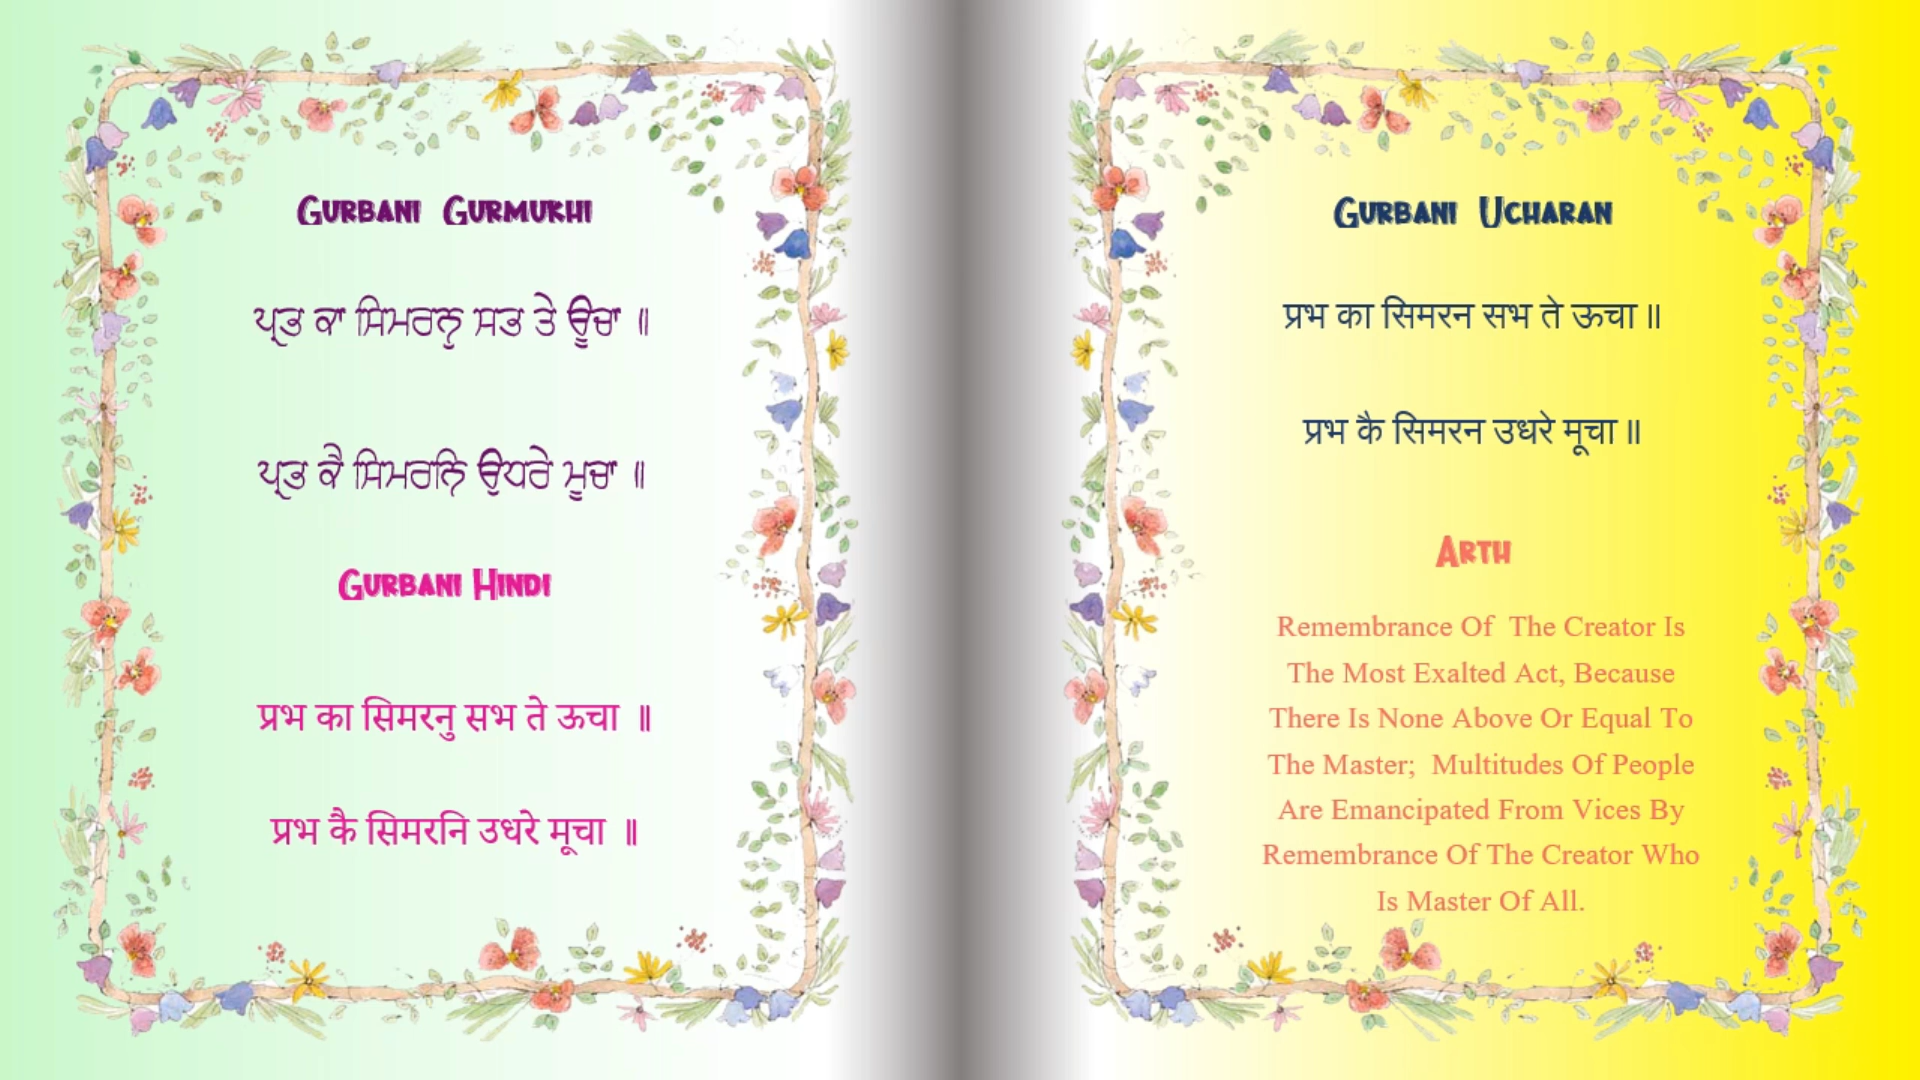 Gurbani Gurmukhi
ਪ੍ਰਭ ਕਾ ਸਿਮਰਨੁ ਸਭ ਤੇ ਊਚਾ ॥
ਪ੍ਰਭ ਕੈ ਸਿਮਰਨਿ ਉਧਰੇ ਮੂਚਾ ॥
Gurbani Hindi
प्रभ का सिमरनु सभ ते ऊचा ॥
प्रभ कै सिमरनि उधरे मूचा ॥
Gurbani Ucharan
प्रभ का सिमरन सभ ते ऊचा ॥
प्रभ कै सिमरन उधरे मूचा ॥
Arth
Remembrance Of The Creator Is
The Most Exalted Act, Because
There Is None Above Or Equal To
The Master; Multitudes Of People
Are Emancipated From Vices By
Remembrance Of The Creator Who
Is Master Of All.